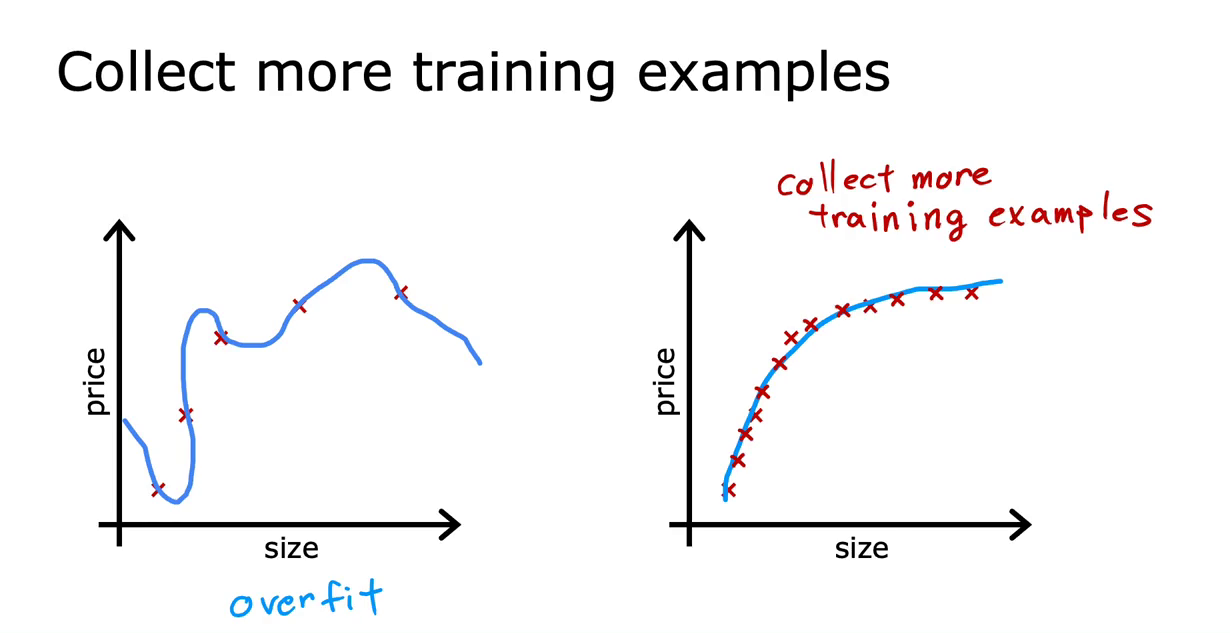 Collect more training examples
collect more
training examples
price
size
overfit
price
size